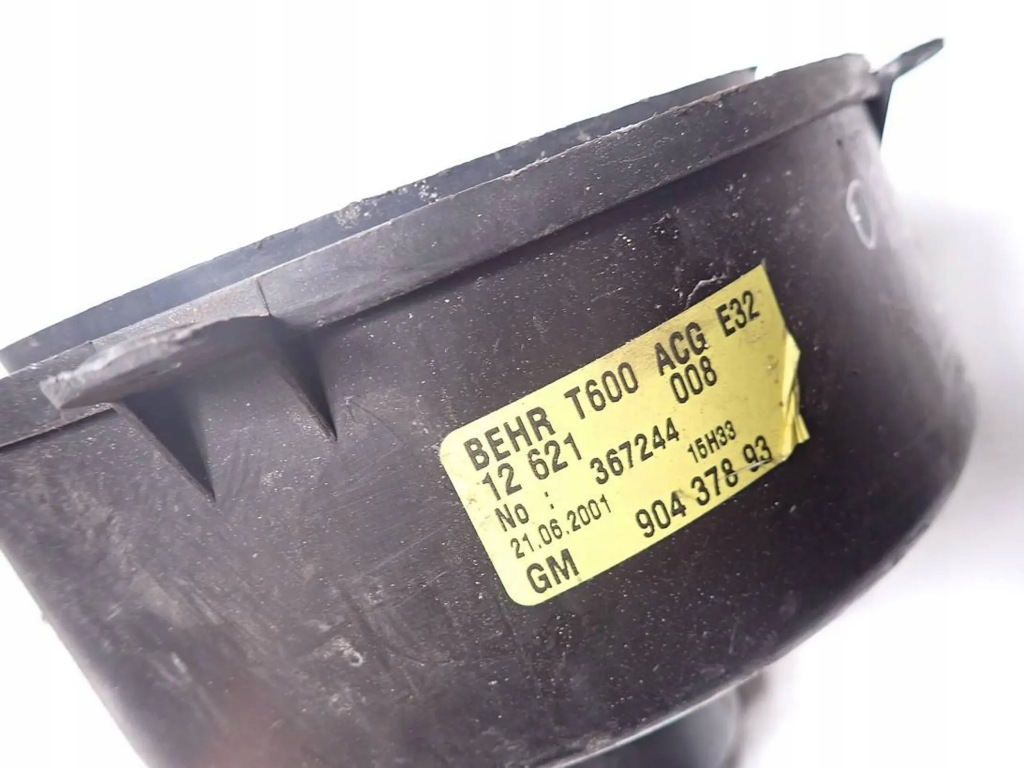 BEHR T600 ACG E32
12 621 008
No : 367244
21.06.2001 15H33
GM 904 378 93